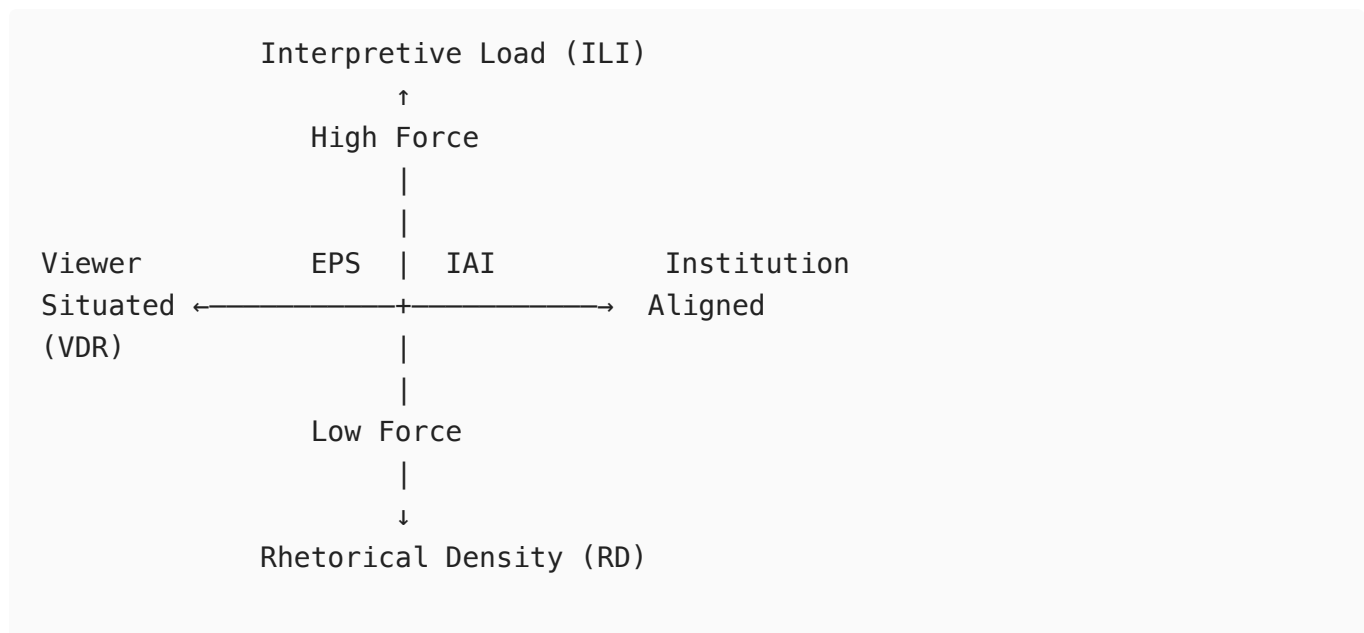 Interpretive Load (ILI)
↑
High Force
|
|
Viewer EPS | IAI Institution
Situated ←───────────+───────────→ Aligned
(VDR) |
|
Low Force
|
↓
Rhetorical Density (RD)